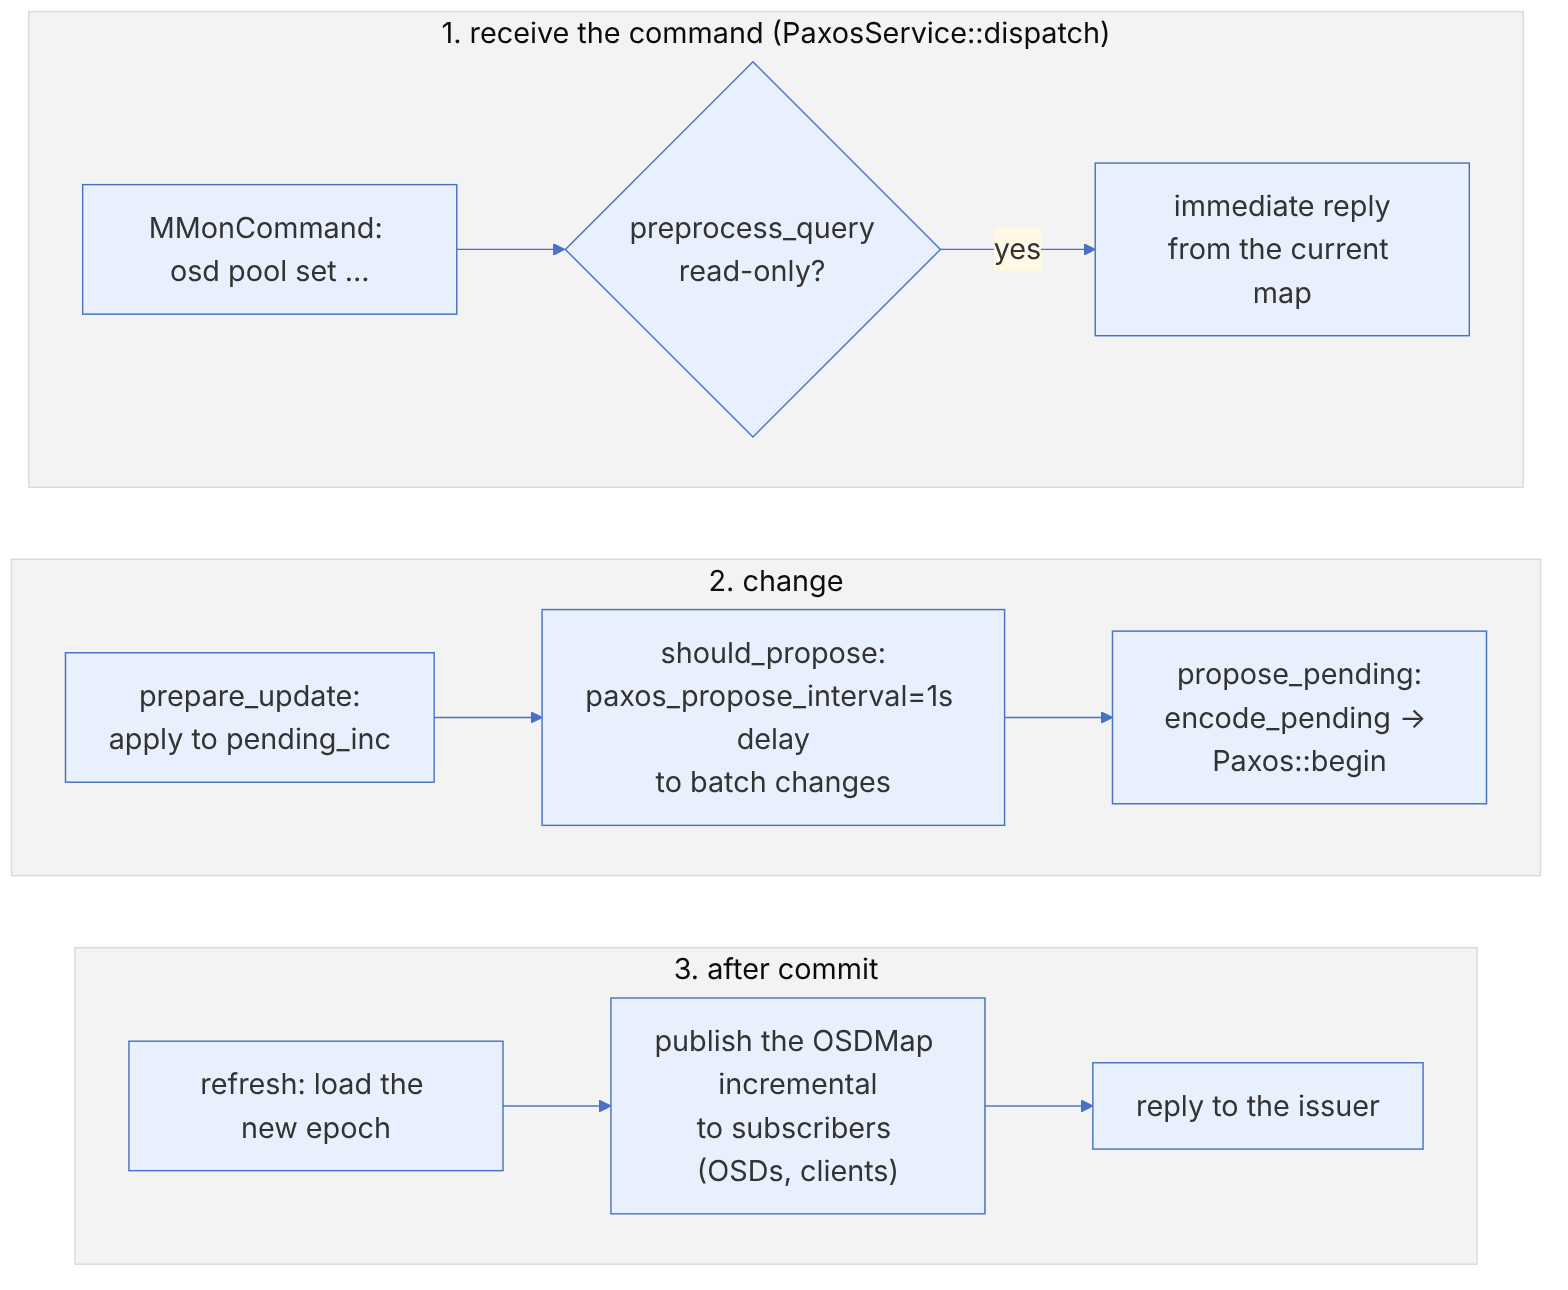 1. receive the command (PaxosService::dispatch)
MMonCommand:
osd pool set ...
preprocess_query
read-only?
yes
immediate reply
from the current
map
2. change
prepare_update:
apply to pending_inc
should_propose:
paxos_propose_interval=1s
delay
to batch changes
propose_pending:
encode_pending →
Paxos::begin
3. after commit
refresh: load the
new epoch
publish the OSDMap
incremental
to subscribers
(OSDs, clients)
reply to the issuer